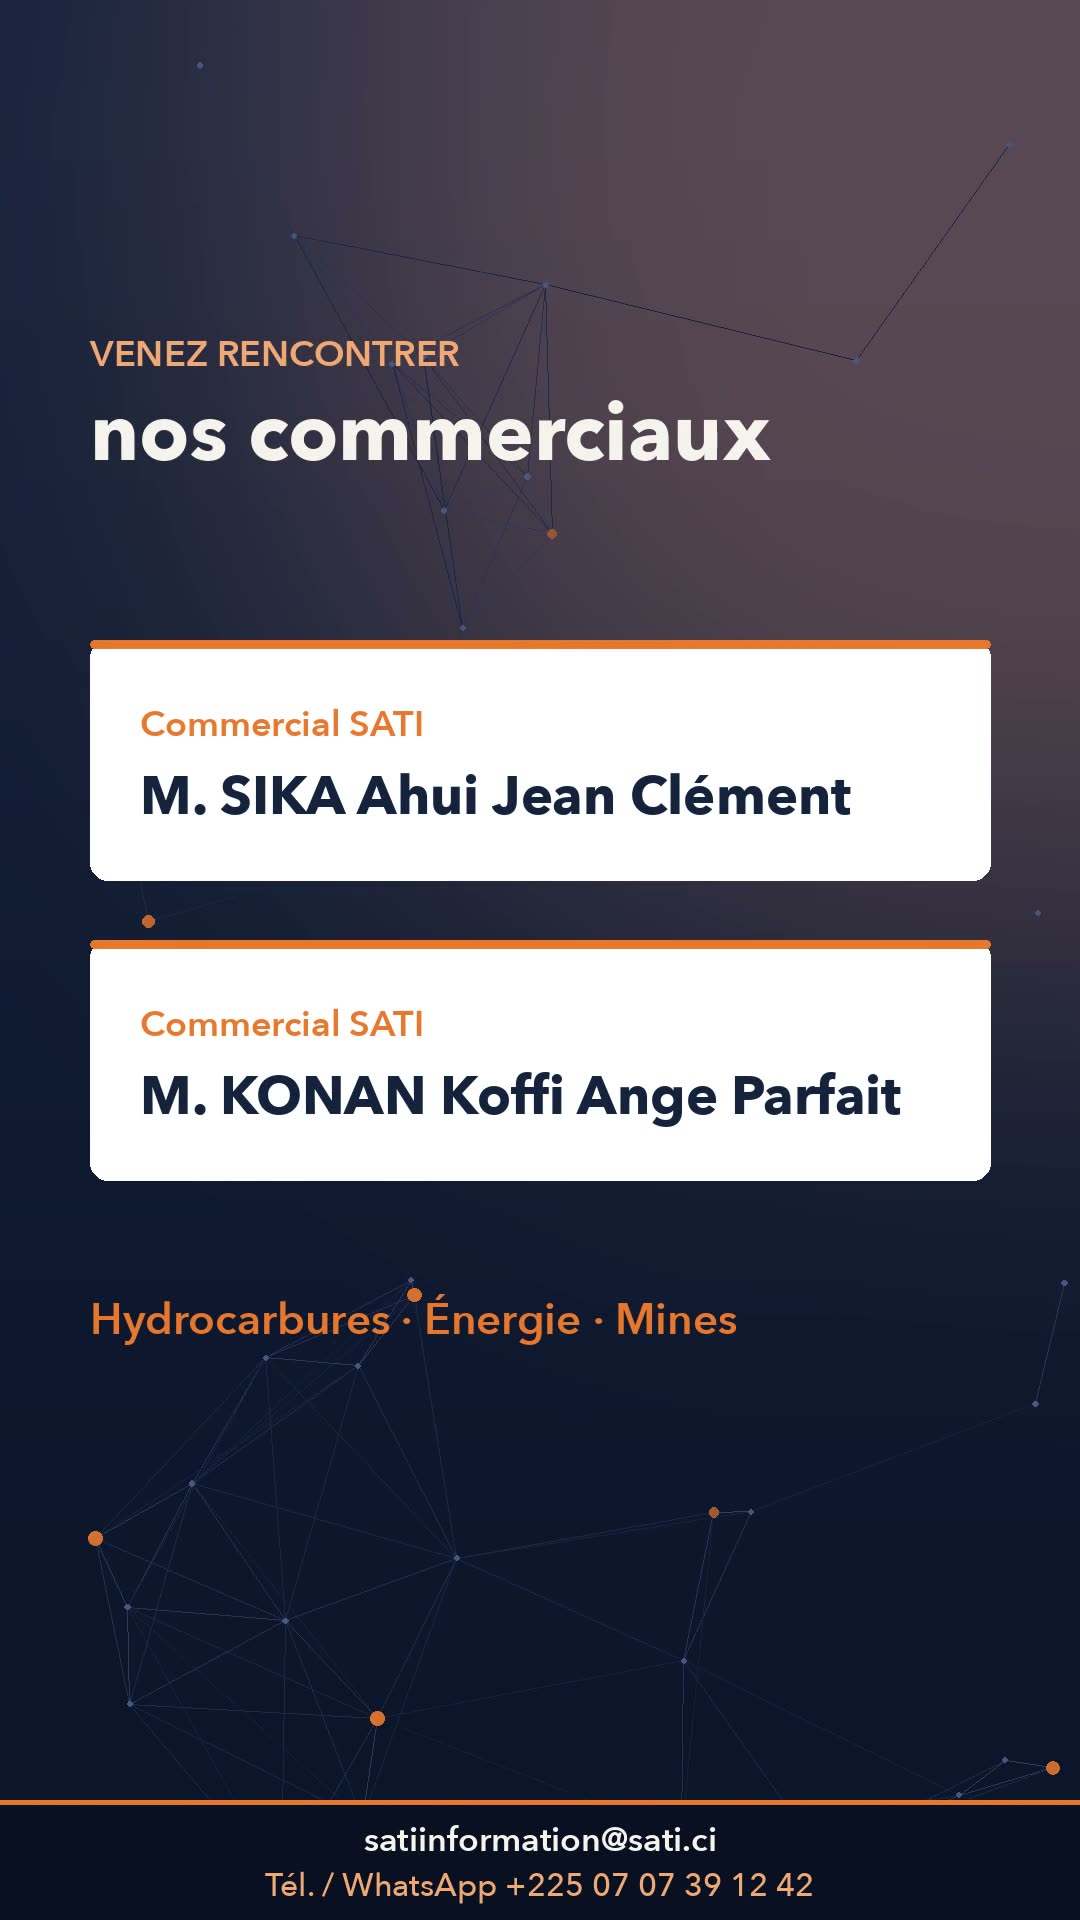 VENEZ RENCONTRER
nos commerciaux
Commercial SATI
M. SIKA Ahui Jean Clément
Commercial SATI
M. KONAN Koffi Ange Parfait
Hydrocarbures · Énergie · Mines
satiinformation@sati.ci
Tél. / WhatsApp +225 07 07 39 12 42